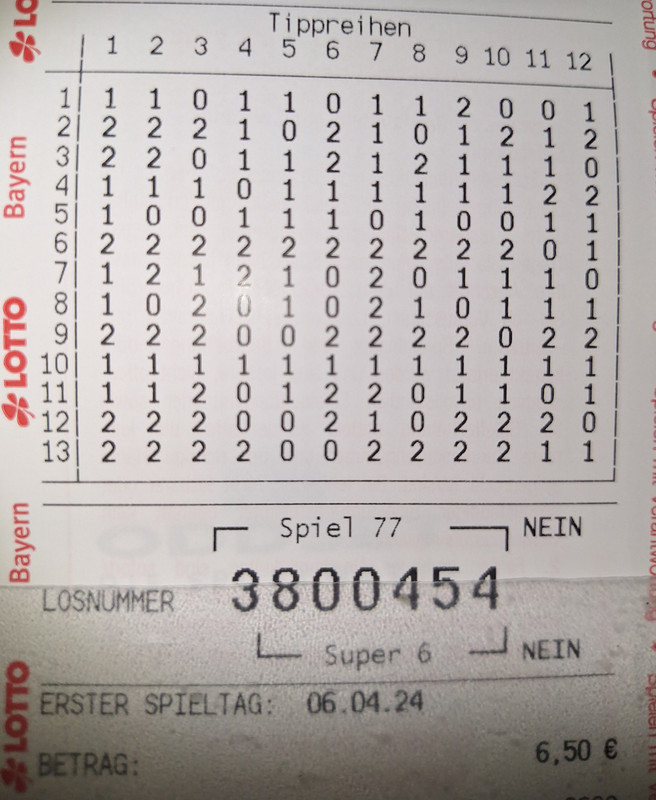 Tippreihen
1 2 3 4 5 6 7 8 9 10 11 12
1 1 1 0 1 1 0 1 1 2 0 0 1
2 2 2 2 1 0 2 1 0 1 2 1 2
3 2 2 0 1 1 2 1 2 1 1 1 0
4 1 1 1 0 1 1 1 1 1 1 2 2
5 1 0 0 1 1 1 0 1 0 0 1 1
6 2 2 2 2 2 2 2 2 2 2 0 1
7 1 2 1 2 1 0 2 0 1 1 1 0
8 1 0 2 0 1 0 2 1 0 1 1 1
9 2 2 2 0 0 2 2 2 2 0 2 2
10 1 1 1 1 1 1 1 1 1 1 1 1
11 1 1 2 0 1 2 2 0 1 1 0 1
12 2 2 2 0 0 2 1 0 2 2 2 0
13 2 2 2 2 0 0 2 2 2 2 1 1
Spiel 77 NEIN
LOSNUMMER 3800454
Super 6 NEIN
ERSTER SPIELTAG: 06.04.24
6,50 €
BETRAG:
LO
Bayern
LOTTO
Bayern
LOTTO